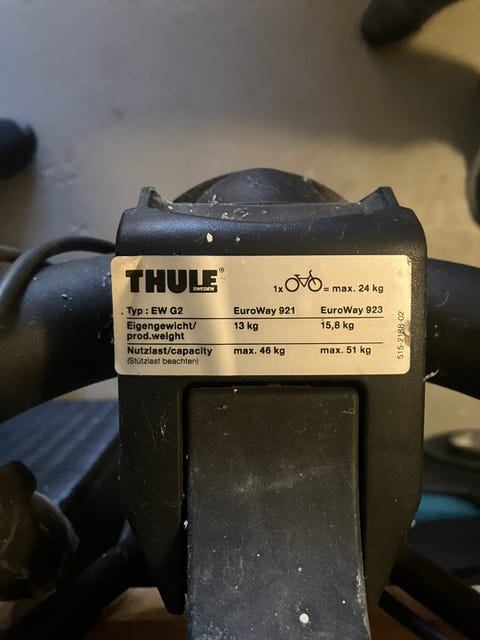 THULE®
SWEDEN
1x = max. 24 kg
Typ : EW G2 EuroWay 921 EuroWay 923
Eigengewicht/ 13 kg 15,8 kg
prod.weight
Nutzlast/capacity max. 46 kg max. 51 kg
(Stützlast beachten)
515-2188-02